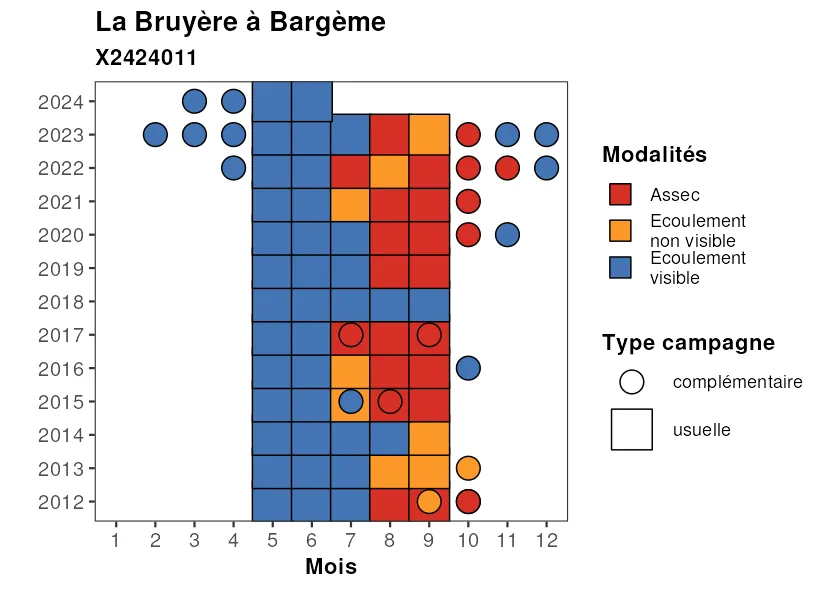 La Bruyère à Bargème
X2424011
2024
2023
2022
2021
2020
2019
2018
2017
2016
2015
2014
2013
2012
1 2 3 4 5 6 7 8 9 10 11 12
Mois
Modalités
Assec
Ecoulement
non visible
Ecoulement
visible
Type campagne
complémentaire
usuelle